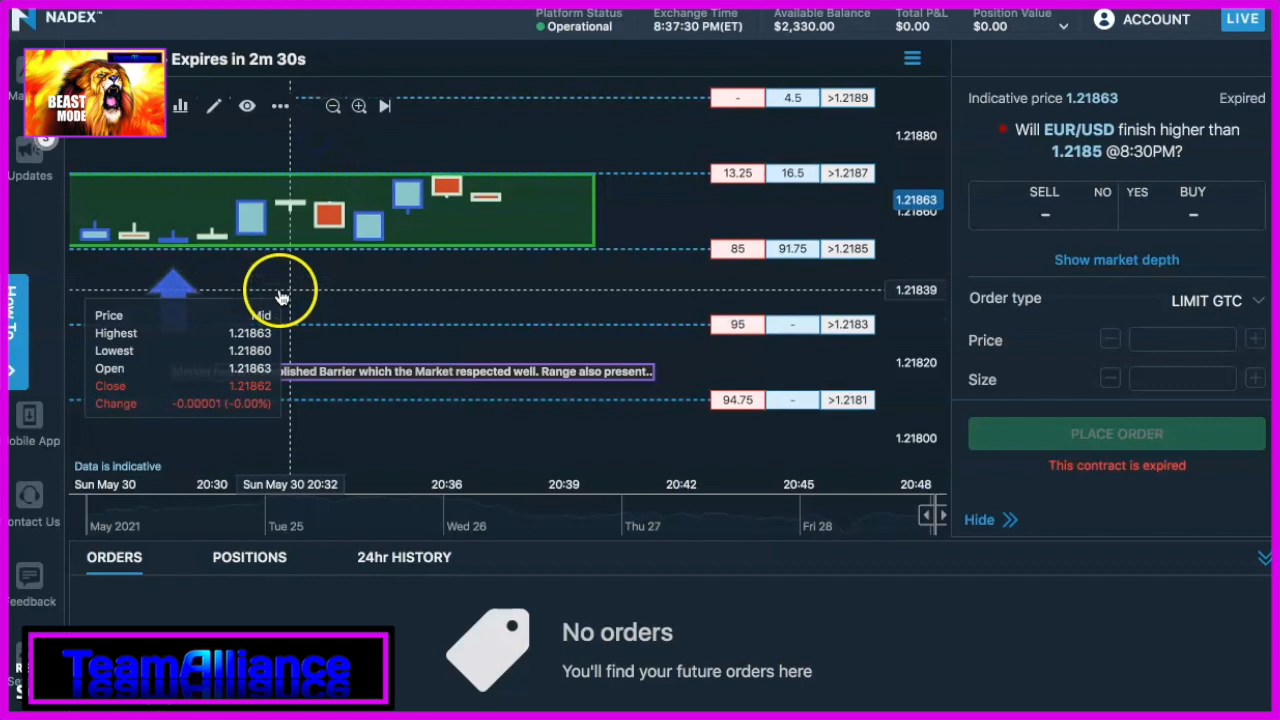 NADEX™
Platform Status
Operational
Exchange Time
8:37:30 PM(ET)
Available Balance
$2,330.00
Total P&L
$0.00
Position Value
$0.00
ACCOUNT
LIVE
BEAST
MODE
Expires in 2m 30s
- 4.5 >1.2189
1.21880
13.25 16.5 >1.2187
1.21863
1.21860
85 91.75 >1.2185
1.21839
95 - >1.2183
1.21820
94.75 - >1.2181
1.21800
Price Mid
Highest 1.21863
Lowest 1.21860
Open 1.21863
Close 1.21862
Change -0.00001 (-0.00%)
lished Barrier which the Market respected well. Range also present..
Data is indicative
Sun May 30 20:30 Sun May 30 20:32 20:36 20:39 20:42 20:45 20:48
May 2021 Tue 25 Wed 26 Thu 27 Fri 28
Indicative price 1.21863 Expired
Will EUR/USD finish higher than
1.2185 @8:30PM?
SELL NO YES BUY
- -
Show market depth
Order type LIMIT GTC
Price
Size
PLACE ORDER
This contract is expired
Hide
Updates
How To
obile App
ontact Us
Feedback
ORDERS POSITIONS 24hr HISTORY
No orders
You'll find your future orders here
TeamAlliance